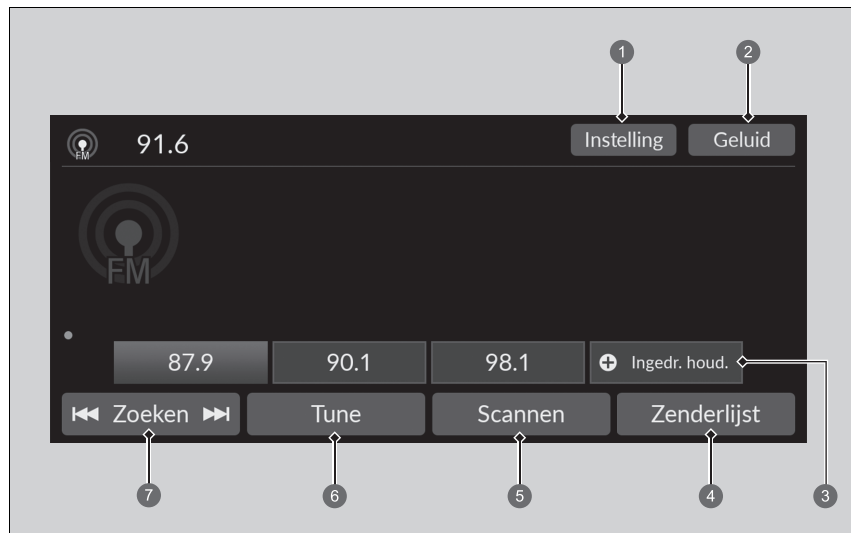 1 2
FM 91.6 Instelling Geluid
FM
87.9 90.1 98.1 Ingedr. houd.
Zoeken Tune Scannen Zenderlijst
7 6 5 4 3